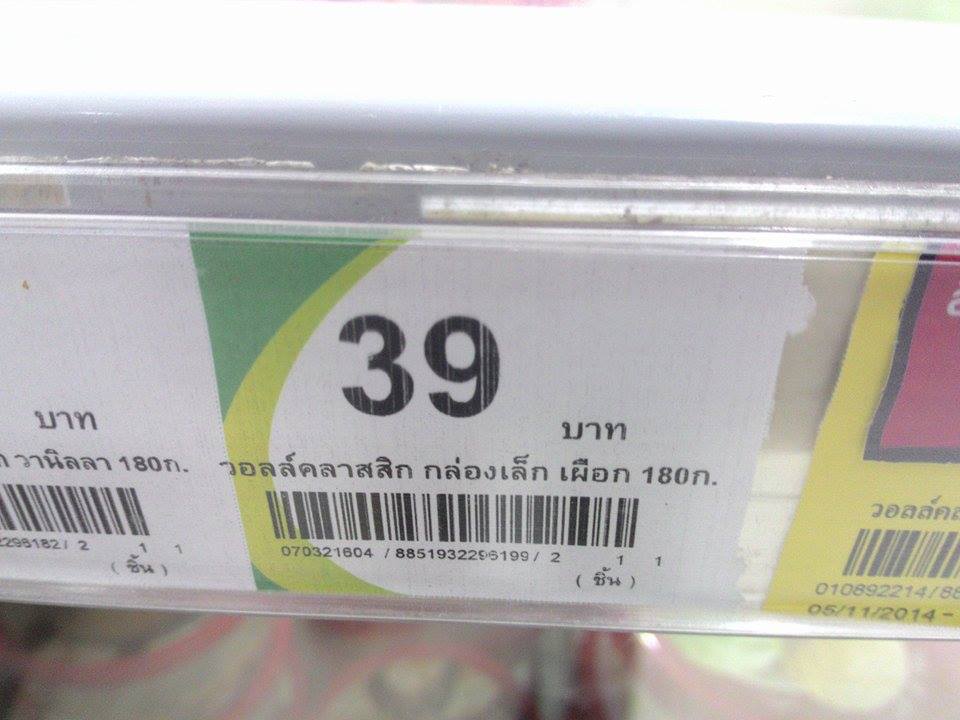 39
บาท
วอลล์คลาสสิก กล่องเล็ก เผือก 180ก.
070321604 / 8851932296199/ 2 1 1
( ชิ้น )
บาท
วานิลลา 180ก.
2296182/ 2 1 1
( ชิ้น )
วอลล์คล
010892214/88
05/11/2014 -